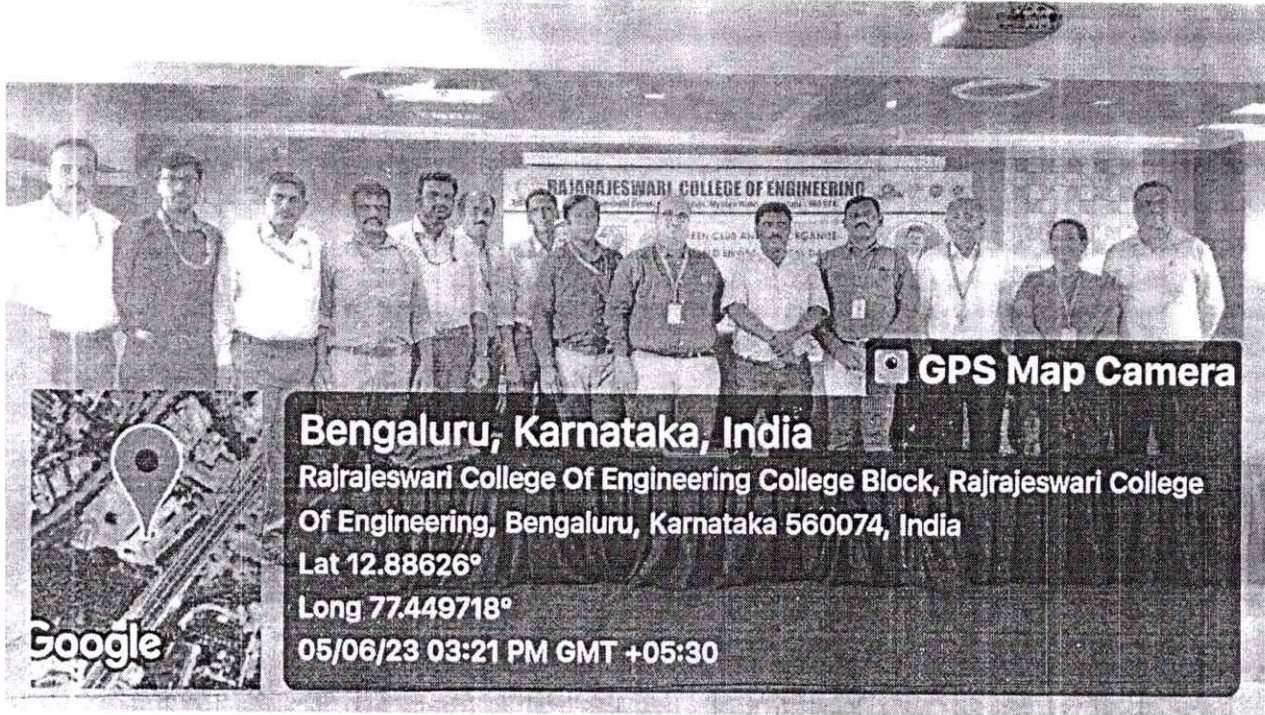 RAJARAJESWARI COLLEGE OF ENGINEERING
GPS Map Camera
Bengaluru, Karnataka, India
Rajrajeswari College Of Engineering College Block, Rajrajeswari College
Of Engineering, Bengaluru, Karnataka 560074, India
Lat 12.88626°
Long 77.449718°
05/06/23 03:21 PM GMT +05:30
Google